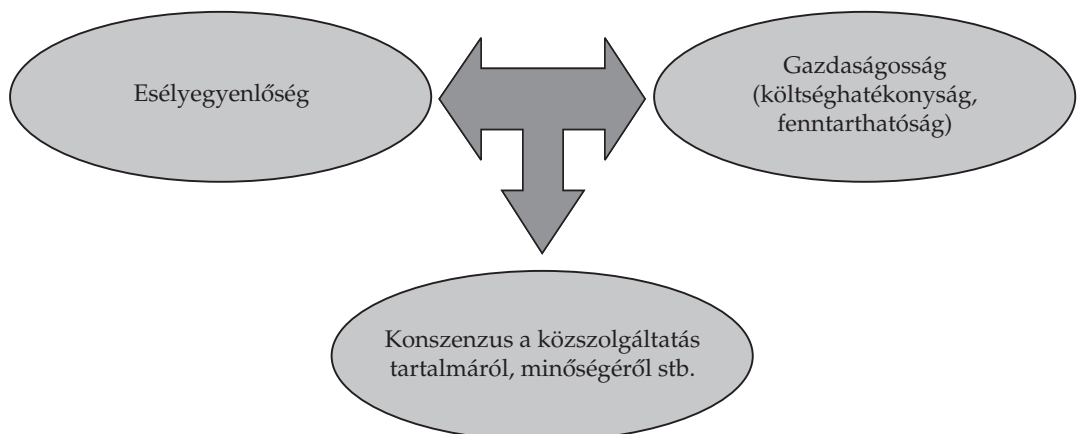 Esélyegyenlőség
Gazdaságosság
(költséghatékonyság,
fenntarthatóság)
Konszenzus a közszolgáltatás
tartalmáról, minőségéről stb.